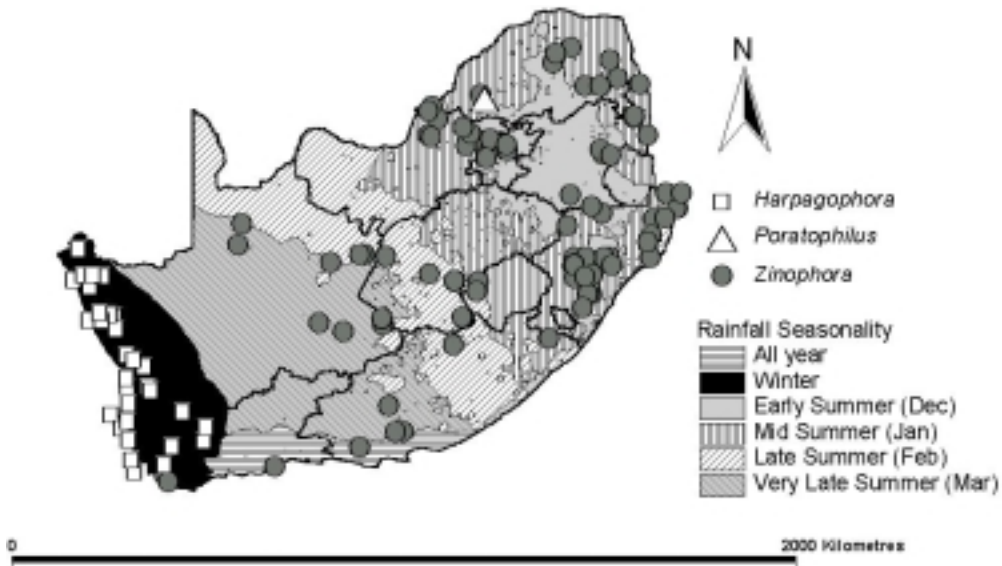 N
Harpagophora
Poratophilus
Zinophora
Rainfall Seasonality
All year
Winter
Early Summer (Dec)
Mid Summer (Jan)
Late Summer (Feb)
Very Late Summer (Mar)
0 2000 Kilometres